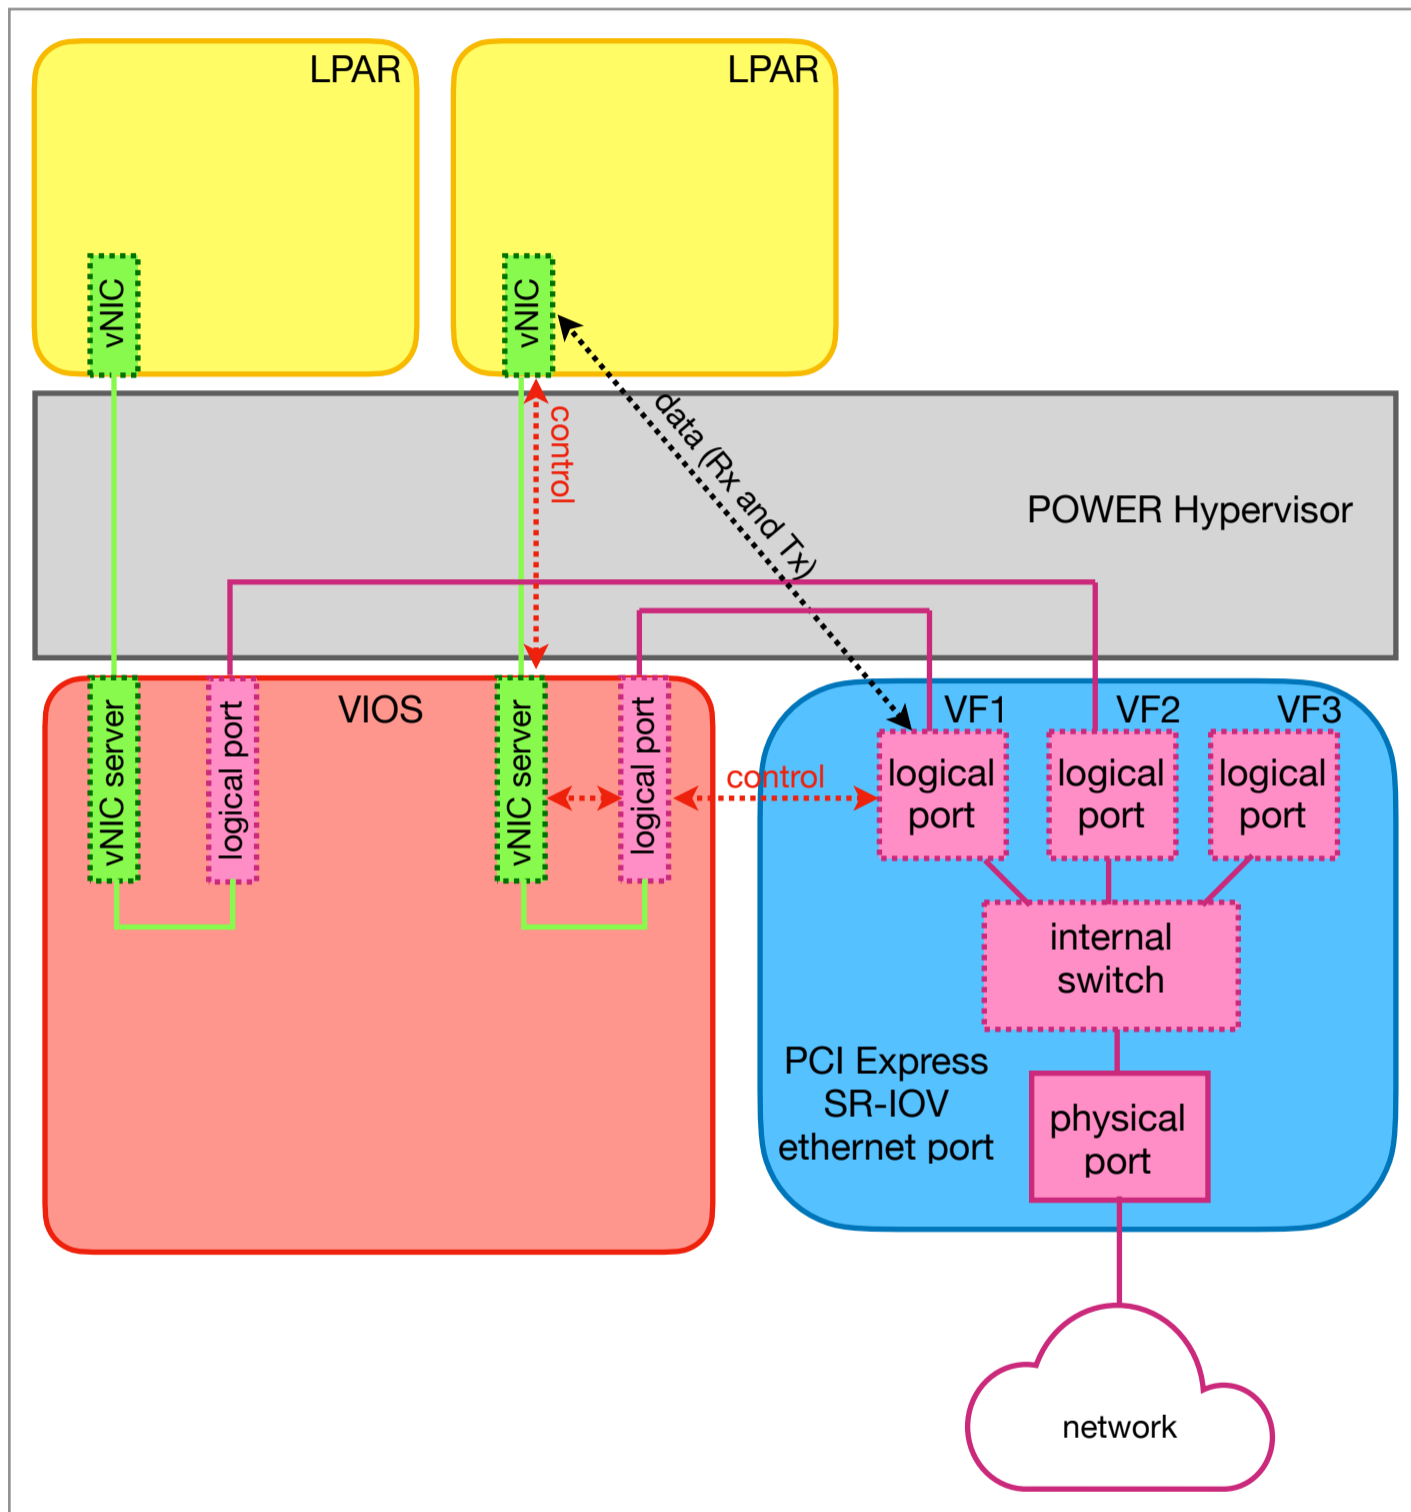 LPAR
LPAR
vNIC
vNIC
control
data (Rx and Tx)
POWER Hypervisor
vNIC server
logical port
VIOS
vNIC server
logical port
control
VF1
VF2
VF3
logical
port
logical
port
logical
port
internal
switch
PCI Express
SR-IOV
ethernet port
physical
port
network